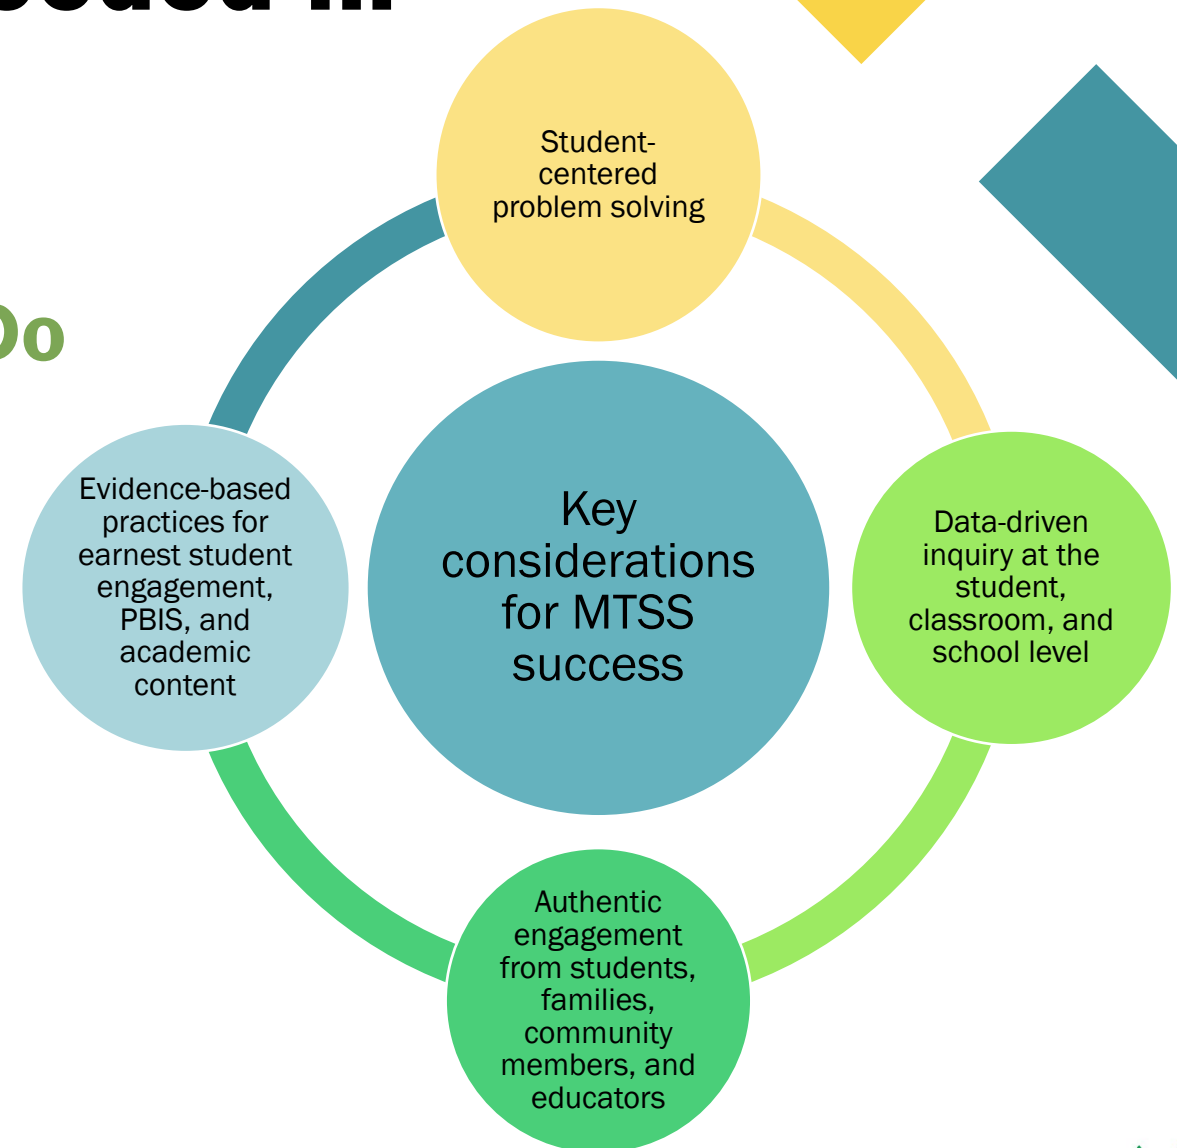 Do
Student-
centered
problem solving
Key
considerations
for MTSS
success
Data-driven
inquiry at the
student,
classroom, and
school level
Authentic
engagement
from students,
families,
community
members, and
educators
Evidence-based
practices for
earnest student
engagement,
PBIS, and
academic
content